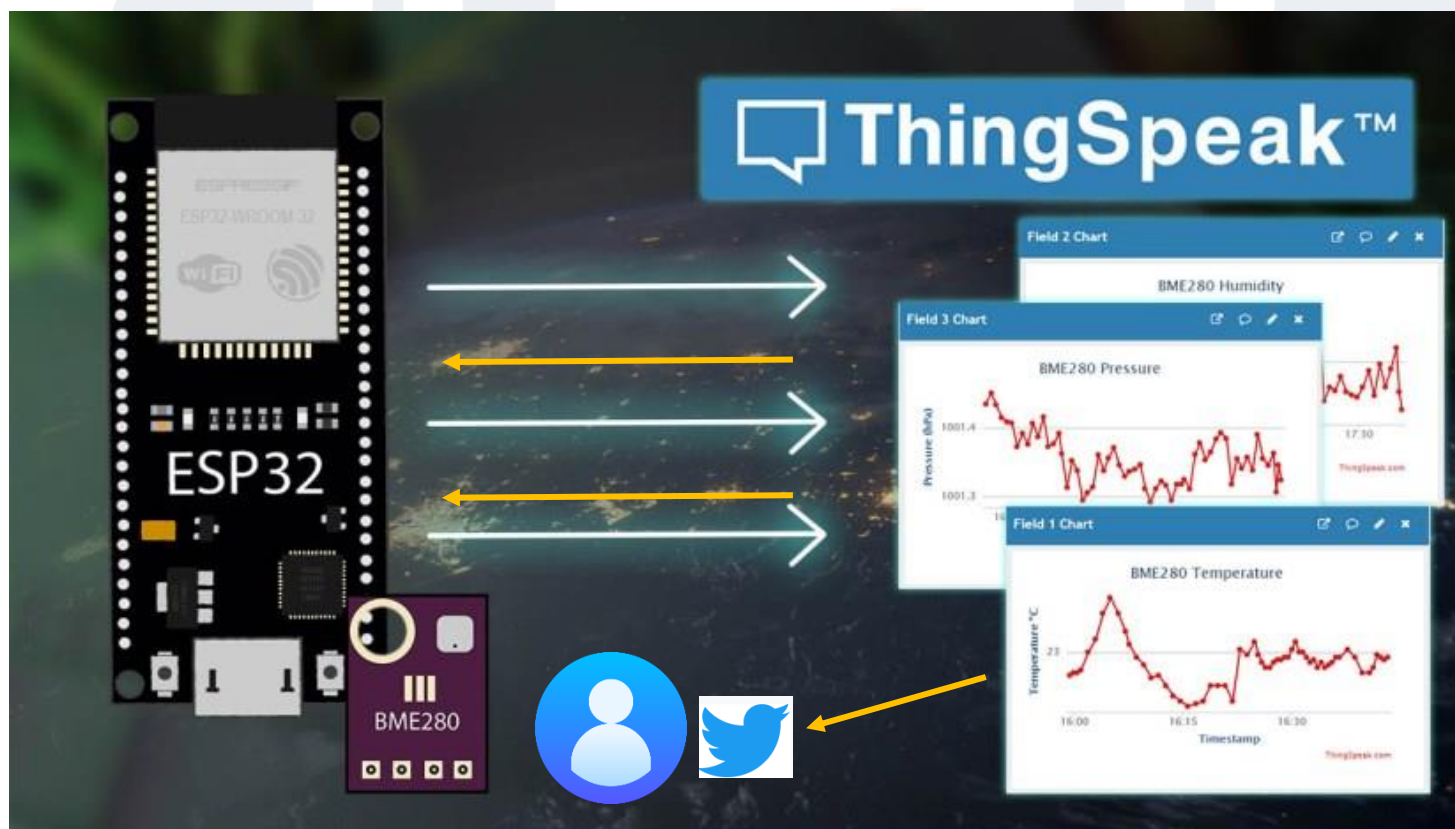 ThingSpeak™
ESPRESSIF
ESP32-WROOM-32
WiFi
ESP32
BME280
Field 2 Chart
BME280 Humidity
17:30
ThingSpeak.com
Field 3 Chart
BME280 Pressure
Pressure (hPa)
1001.4
1001.3
16
Field 1 Chart
BME280 Temperature
Temperature °C
23
16:00
16:15
16:30
Timestamp
ThingSpeak.com